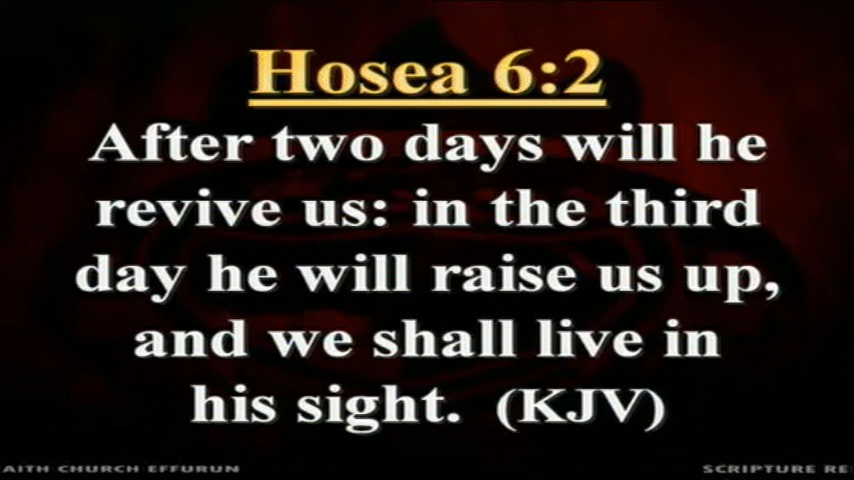 Hosea 6:2
After two days will he
revive us: in the third
day he will raise us up,
and we shall live in
his sight. (KJV)
AITH CHURCH EFFURUN
SCRIPTURE RE